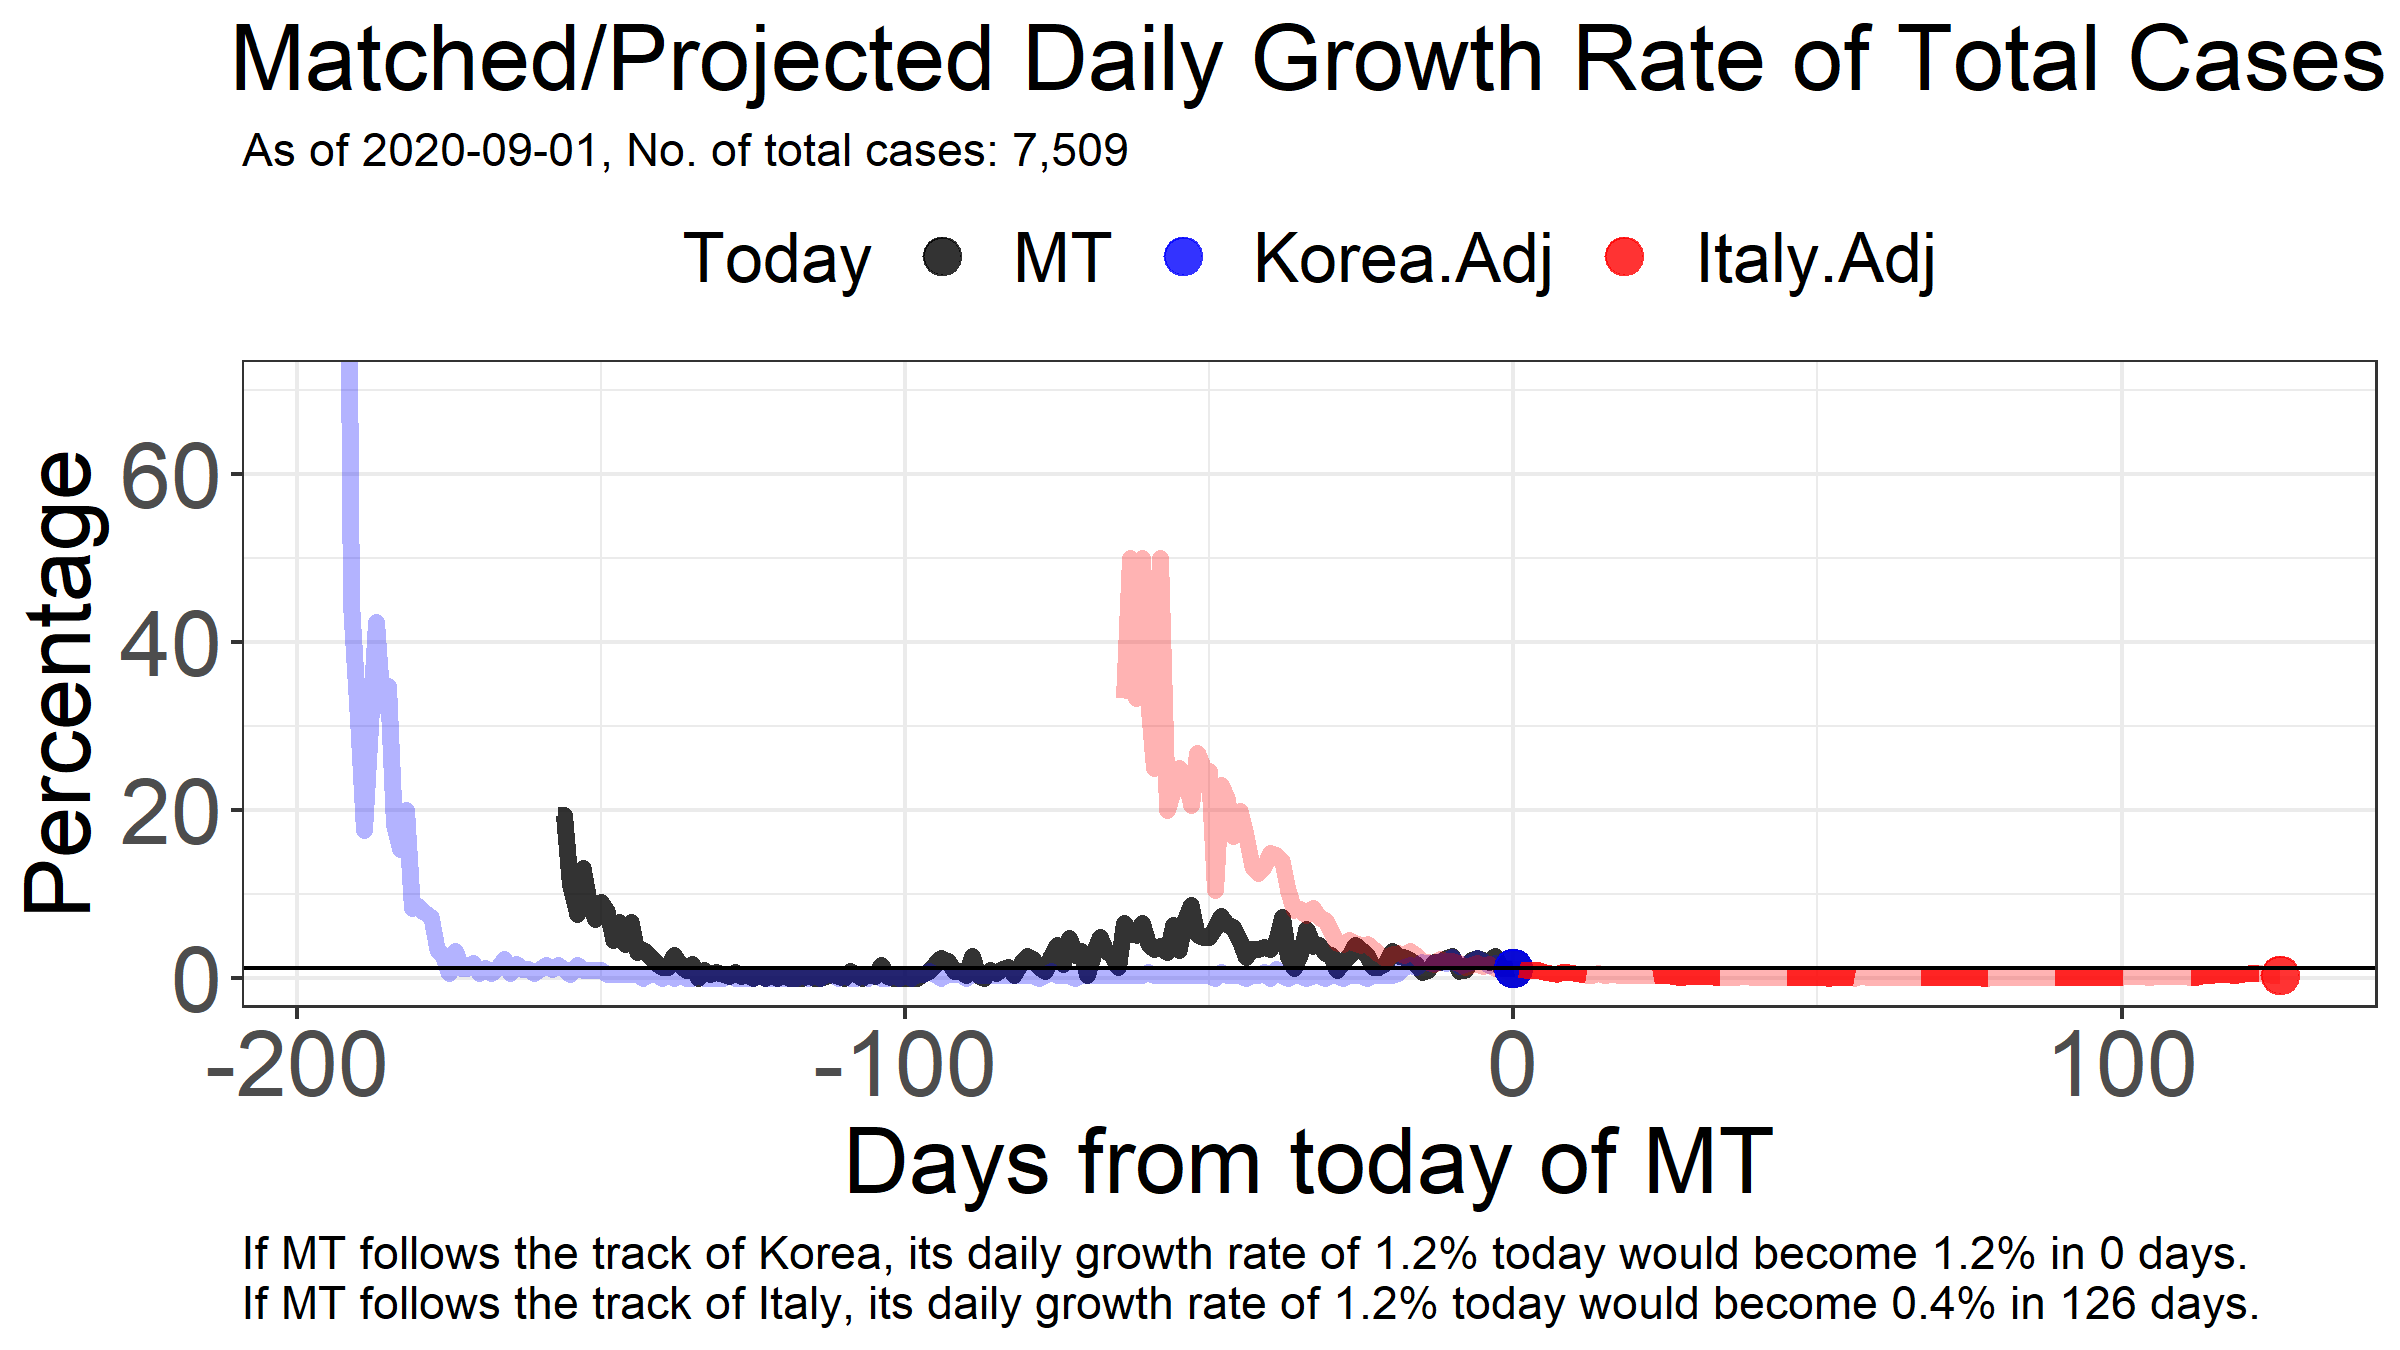 Matched/Projected Daily Growth Rate of Total Cases
As of 2020-09-01, No. of total cases: 7,509
Today MT Korea.Adj Italy.Adj
Percentage
60
40
20
0
-200 -100 0 100
Days from today of MT
If MT follows the track of Korea, its daily growth rate of 1.2% today would become 1.2% in 0 days.
If MT follows the track of Italy, its daily growth rate of 1.2% today would become 0.4% in 126 days.